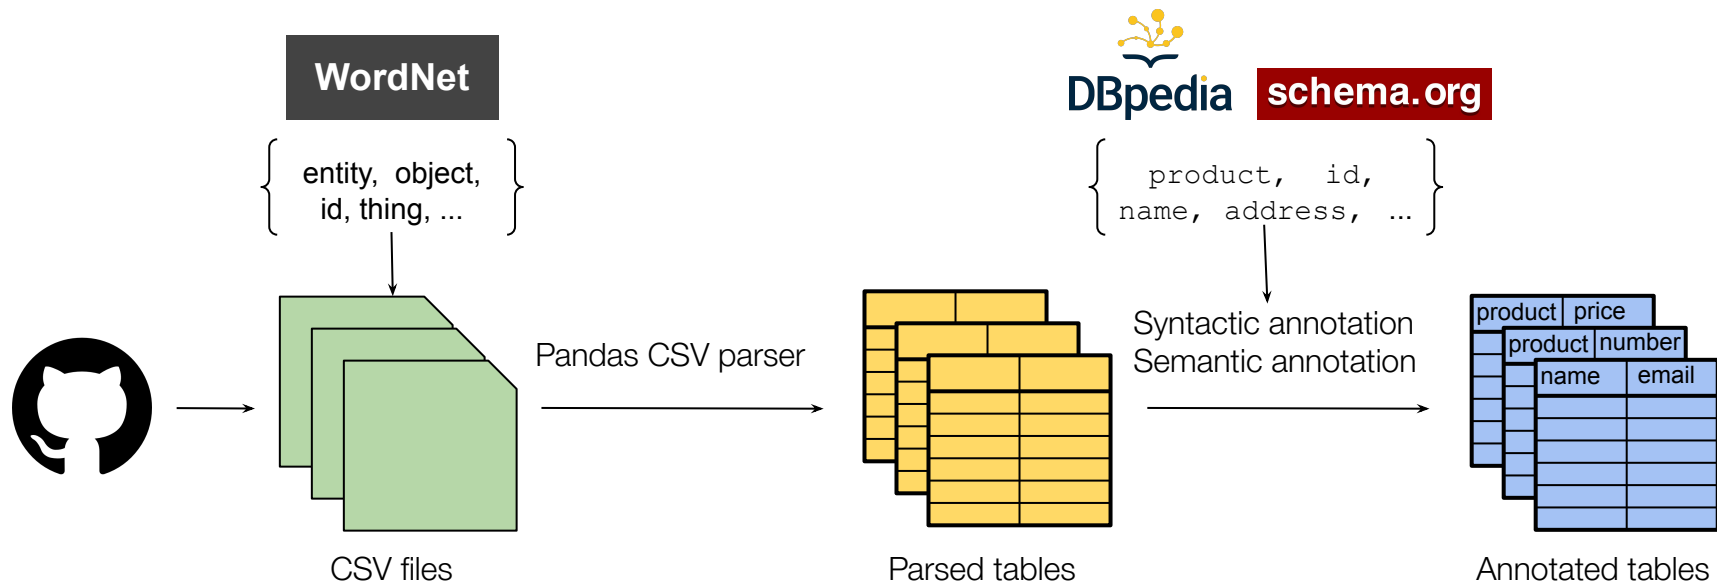 WordNet
entity, object,
id, thing, ...
CSV files
Pandas CSV parser
Parsed tables
DBpedia
schema.org
product, id,
name, address, ...
Syntactic annotation
Semantic annotation
product price
product number
name email
Annotated tables